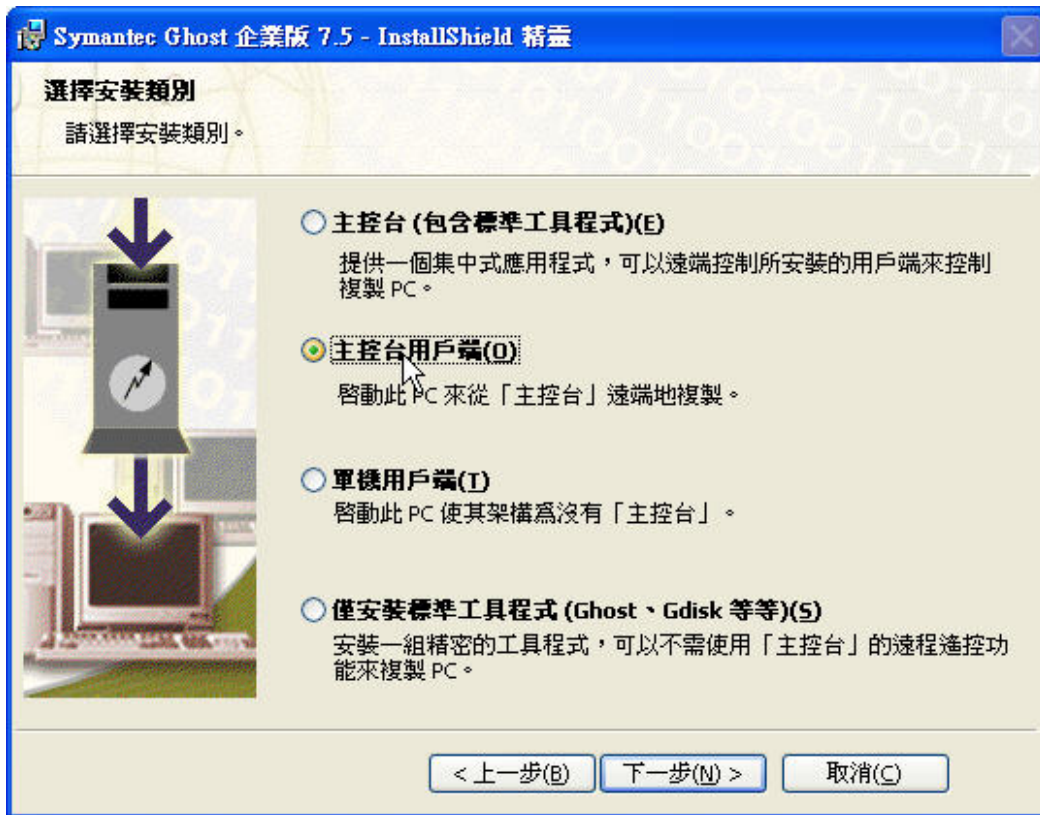 Symantec Ghost 企業版 7.5 - InstallShield 精靈
選擇安裝類別
請選擇安裝類別。
主控台 (包含標準工具程式)(E)
提供一個集中式應用程式，可以遠端控制所安裝的用戶端來控制
複製 PC。
主控台用戶端(O)
啓動此 PC 來從「主控台」遠端地複製。
單機用戶端(T)
啓動此 PC 使其架構爲沒有「主控台」。
僅安裝標準工具程式 (Ghost、Gdisk 等等)(S)
安裝一組精密的工具程式，可以不需使用「主控台」的遠程遙控功
能來複製 PC。
< 上一步(B) 下一步(N) > 取消(C)